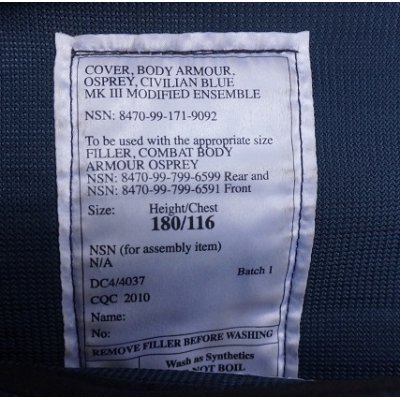 COVER, BODY ARMOUR,
OSPREY, CIVILIAN BLUE
MK III MODIFIED ENSEMBLE
NSN: 8470-99-171-9092
To be used with the appropriate size
FILLER, COMBAT BODY
ARMOUR OSPREY
NSN: 8470-99-799-6599 Rear and
NSN: 8470-99-799-6591 Front
Size: Height/Chest
180/116
NSN (for assembly item)
N/A
Batch 1
DC4/4037
CQC 2010
Name:
No:
REMOVE FILLER BEFORE WASHING
Wash as Synthetics
NOT BOIL